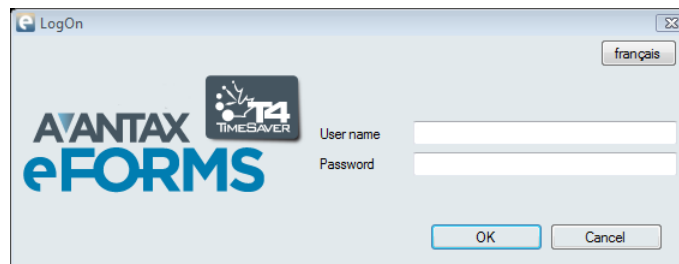 LogOn
français
T4
TIMESAVER
AVANTAX
eFORMS
User name
Password
OK Cancel